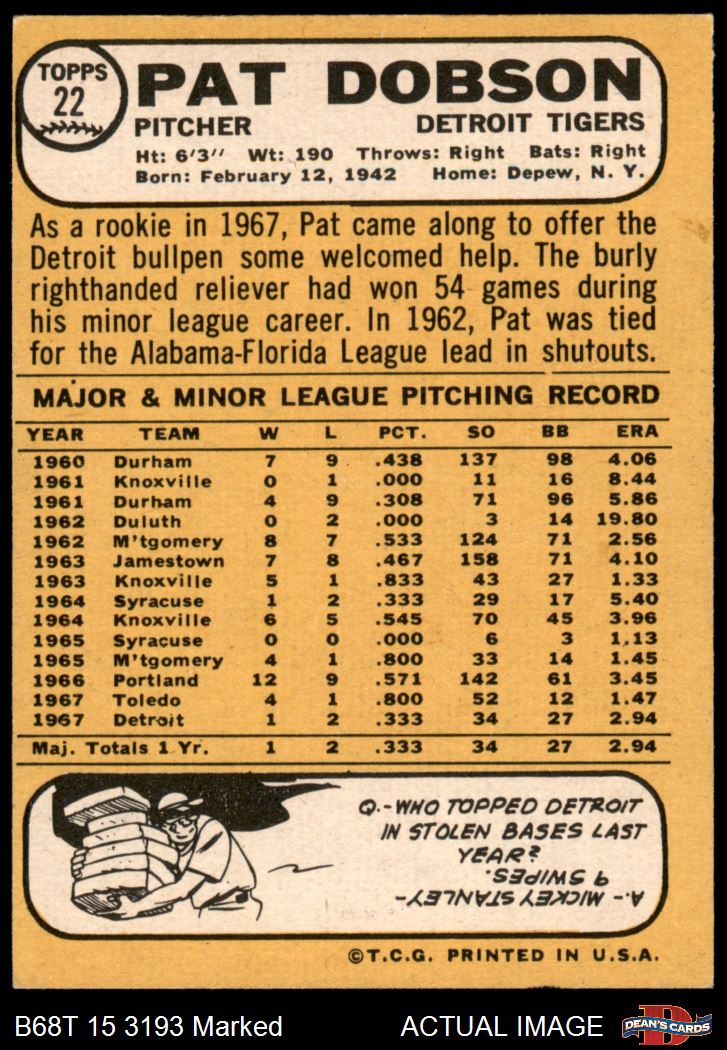 TOPPS
22
PAT DOBSON
PITCHER DETROIT TIGERS
Ht: 6'3" Wt: 190 Throws: Right Bats: Right
Born: February 12, 1942 Home: Depew, N. Y.
As a rookie in 1967, Pat came along to offer the
Detroit bullpen some welcomed help. The burly
righthanded reliever had won 54 games during
his minor league career. In 1962, Pat was tied
for the Alabama-Florida League lead in shutouts.
MAJOR & MINOR LEAGUE PITCHING RECORD
YEAR TEAM W L PCT. SO BB ERA
1960 Durham 7 9 .438 137 98 4.06
1961 Knoxville 0 1 .000 11 16 8.44
1961 Durham 4 9 .308 71 96 5.86
1962 Duluth 0 2 .000 3 14 19.80
1962 M'tgomery 8 7 .533 124 71 2.56
1963 Jamestown 7 8 .467 158 71 4.10
1963 Knoxville 5 1 .833 43 27 1.33
1964 Syracuse 1 2 .333 29 17 5.40
1964 Knoxville 6 5 .545 70 45 3.96
1965 Syracuse 0 0 .000 6 3 1.13
1965 M'tgomery 4 1 .800 33 14 1.45
1966 Portland 12 9 .571 142 61 3.45
1967 Toledo 4 1 .800 52 12 1.47
1967 Detroit 1 2 .333 34 27 2.94
Maj. Totals 1 Yr. 1 2 .333 34 27 2.94
Q.-WHO TOPPED DETROIT
IN STOLEN BASES LAST
YEAR?
A.- MICKEY STANLEY-
9 SWIPES.
©T.C.G. PRINTED IN U.S.A.
B68T 15 3193 Marked ACTUAL IMAGE
D
DEAN'S CARDS